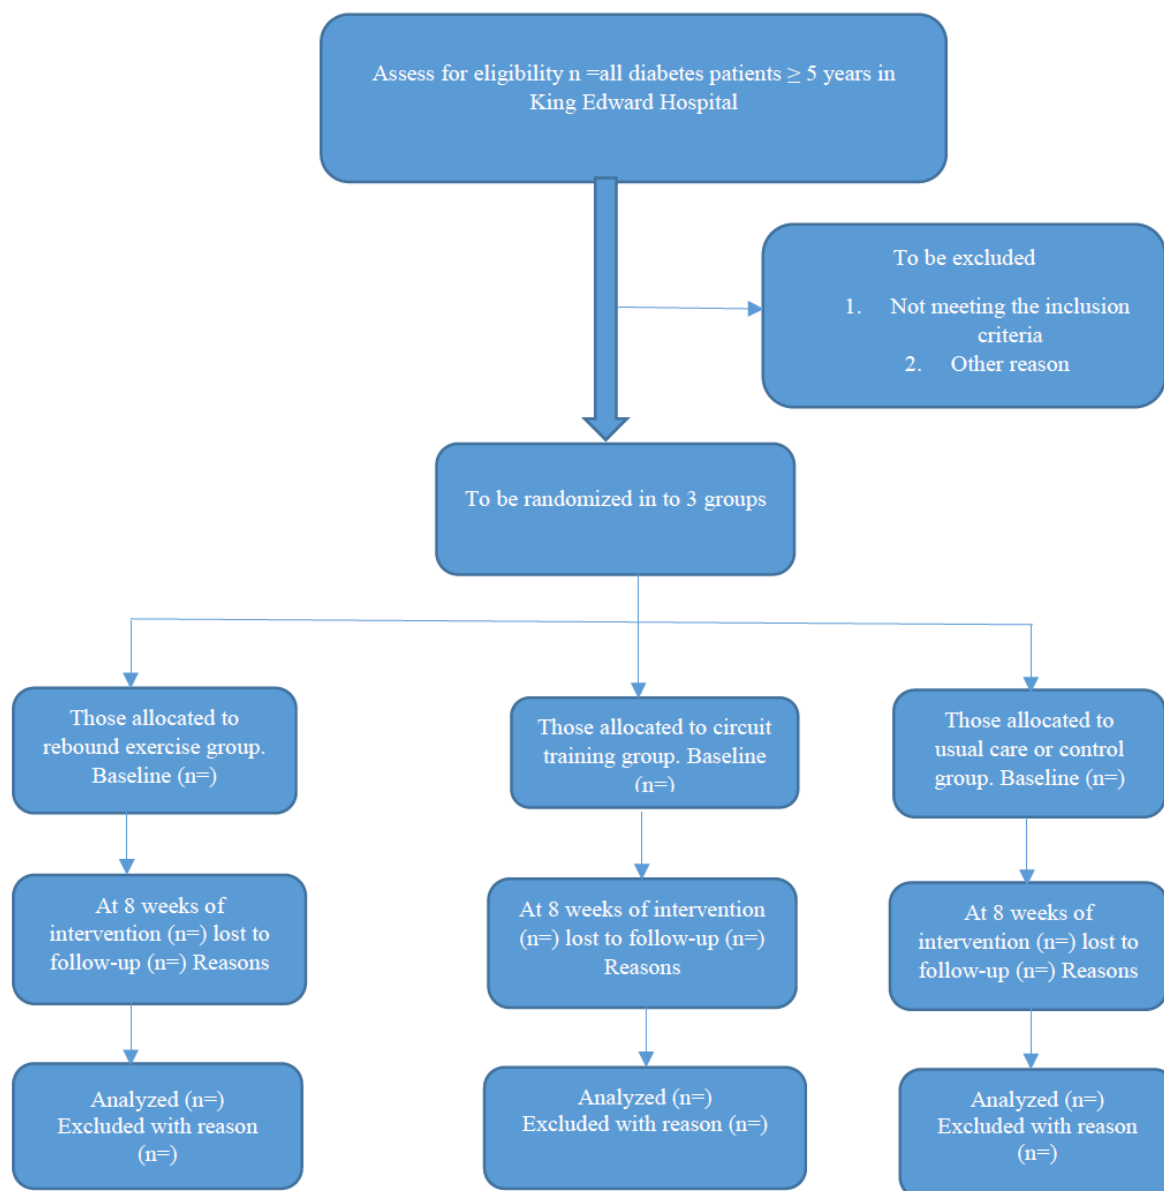 Assess for eligibility n =all diabetes patients ≥ 5 years in
King Edward Hospital
To be excluded
1. Not meeting the inclusion
criteria
2. Other reason
To be randomized in to 3 groups
Those allocated to
rebound exercise group.
Baseline (n=)
Those allocated to circuit
training group. Baseline
(n=)
Those allocated to
usual care or control
group. Baseline (n=)
At 8 weeks of
intervention (n=) lost to
follow-up (n=) Reasons
At 8 weeks of intervention
(n=) lost to follow-up (n=)
Reasons
At 8 weeks of
intervention (n=) lost to
follow-up (n=) Reasons
Analyzed (n=)
Excluded with reason
(n=)
Analyzed (n=)
Excluded with reason (n=)
Analyzed (n=)
Excluded with reason
(n=)